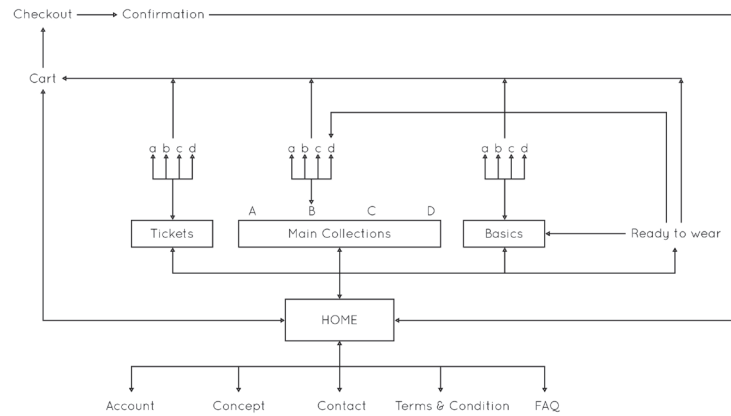 Checkout Confirmation
Cart
a b c d a b c d a b c d
A B C D
Tickets Main Collections Basics Ready to wear
HOME
Account Concept Contact Terms & Condition FAQ